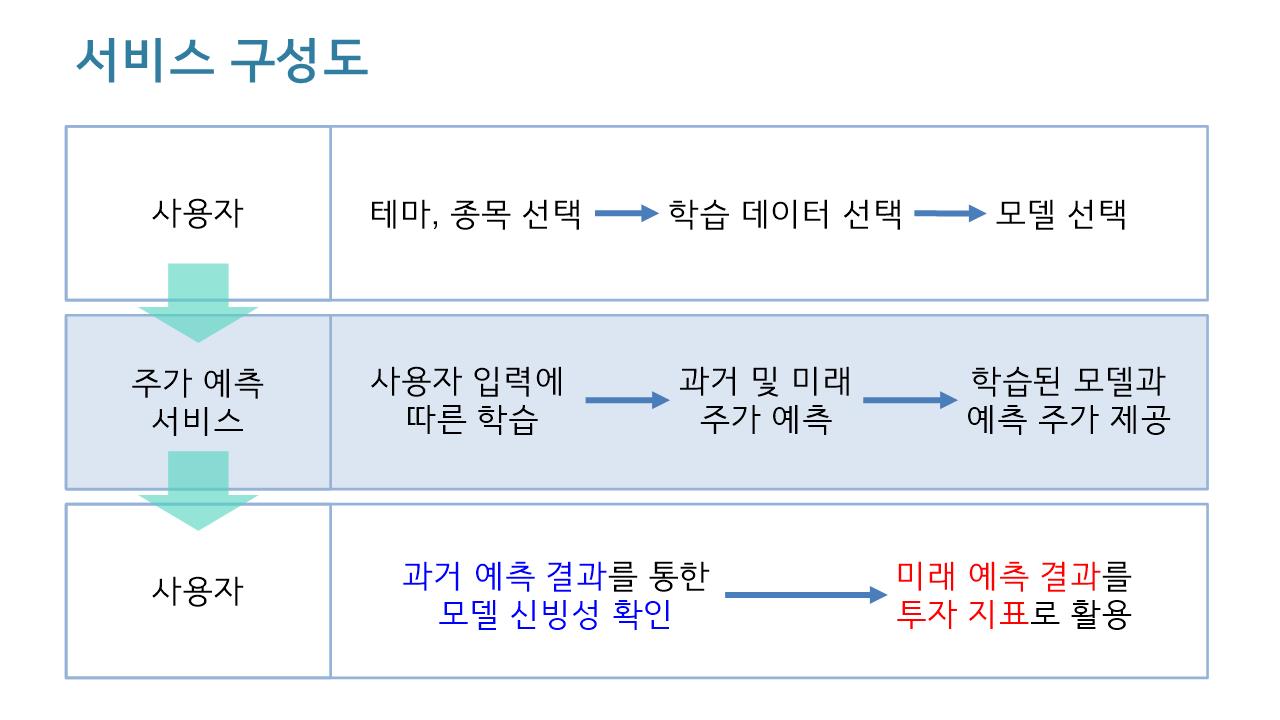 서비스 구성도
사용자
테마, 종목 선택
학습 데이터 선택
모델 선택
주가 예측
서비스
사용자 입력에
따른 학습
과거 및 미래
주가 예측
학습된 모델과
예측 주가 제공
사용자
과거 예측 결과를 통한
모델 신빙성 확인
미래 예측 결과를
투자 지표로 활용